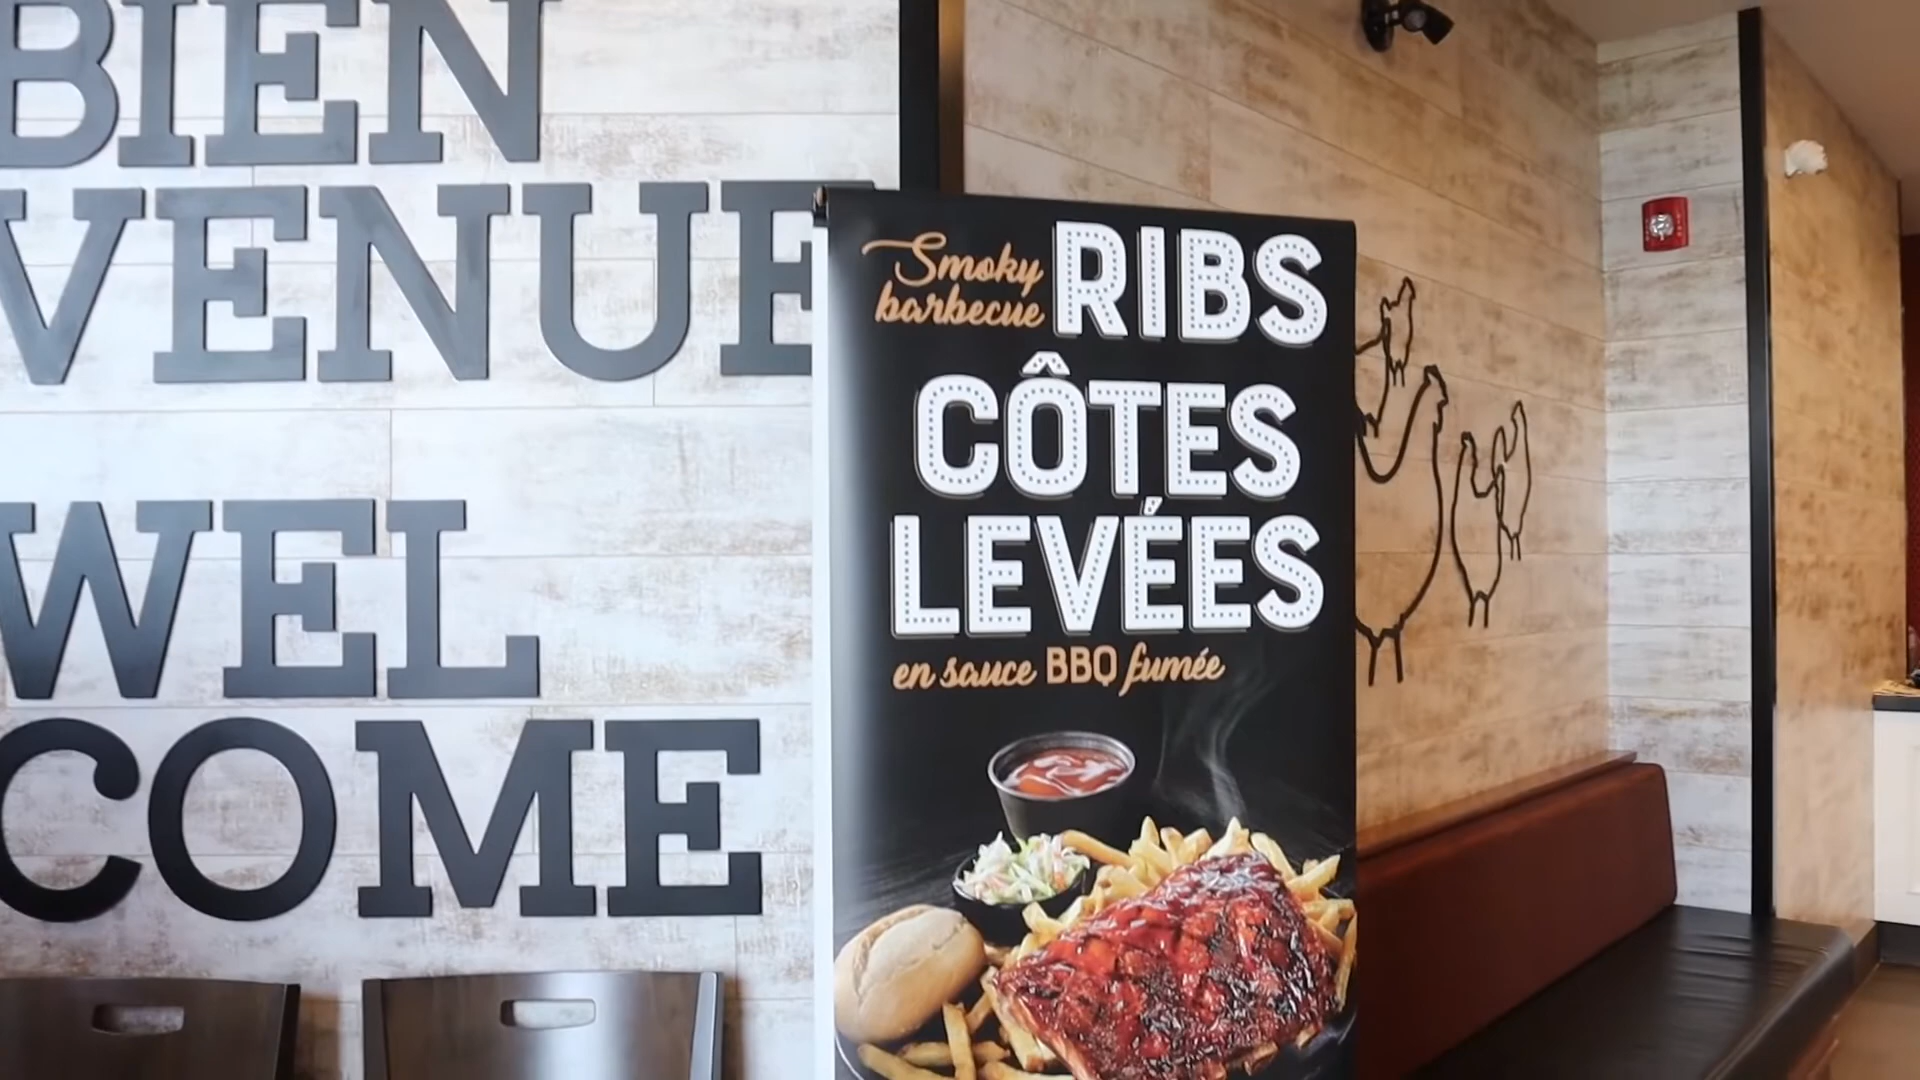 BIEN
VENUE
WEL
COME
Smoky
barbecue
RIBS
CÔTES
LEVÉES
en sauce BBQ fumée